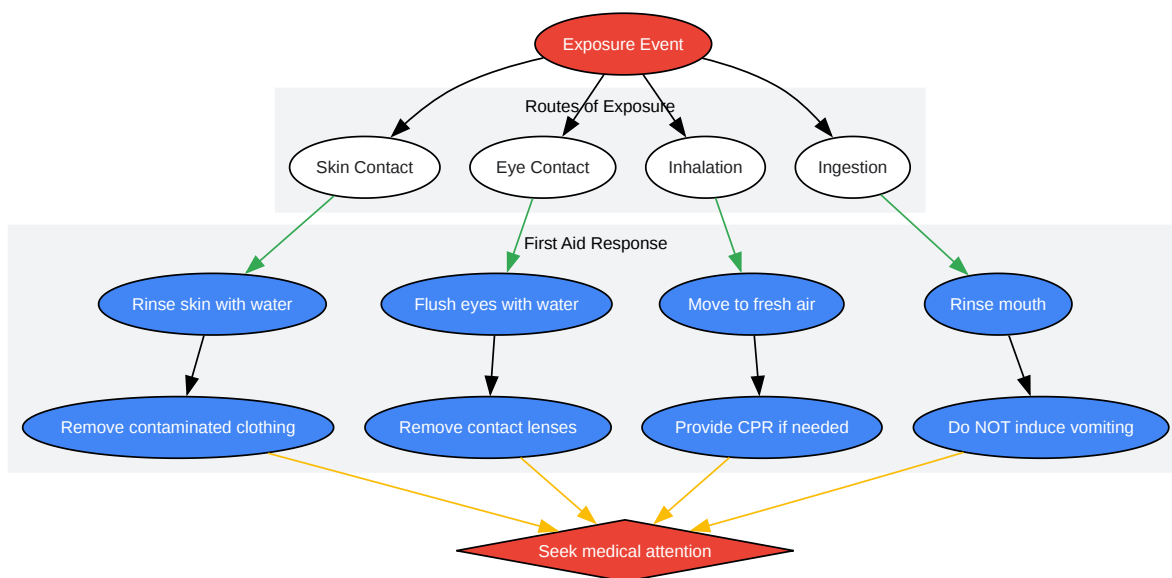 Exposure Event
Routes of Exposure
Skin Contact
Eye Contact
Inhalation
Ingestion
First Aid Response
Rinse skin with water
Flush eyes with water
Move to fresh air
Rinse mouth
Remove contaminated clothing
Remove contact lenses
Provide CPR if needed
Do NOT induce vomiting
Seek medical attention